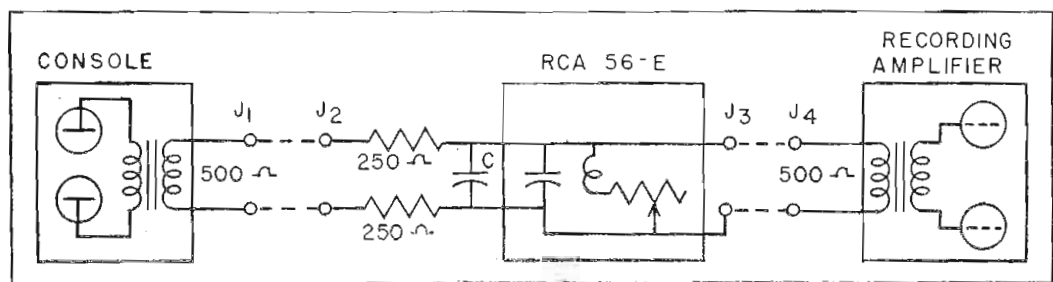 CONSOLE
RCA 56-E
RECORDING
AMPLIFIER
J1
J2
J3
J4
250 Ω
C
500 Ω
500 Ω
250 Ω